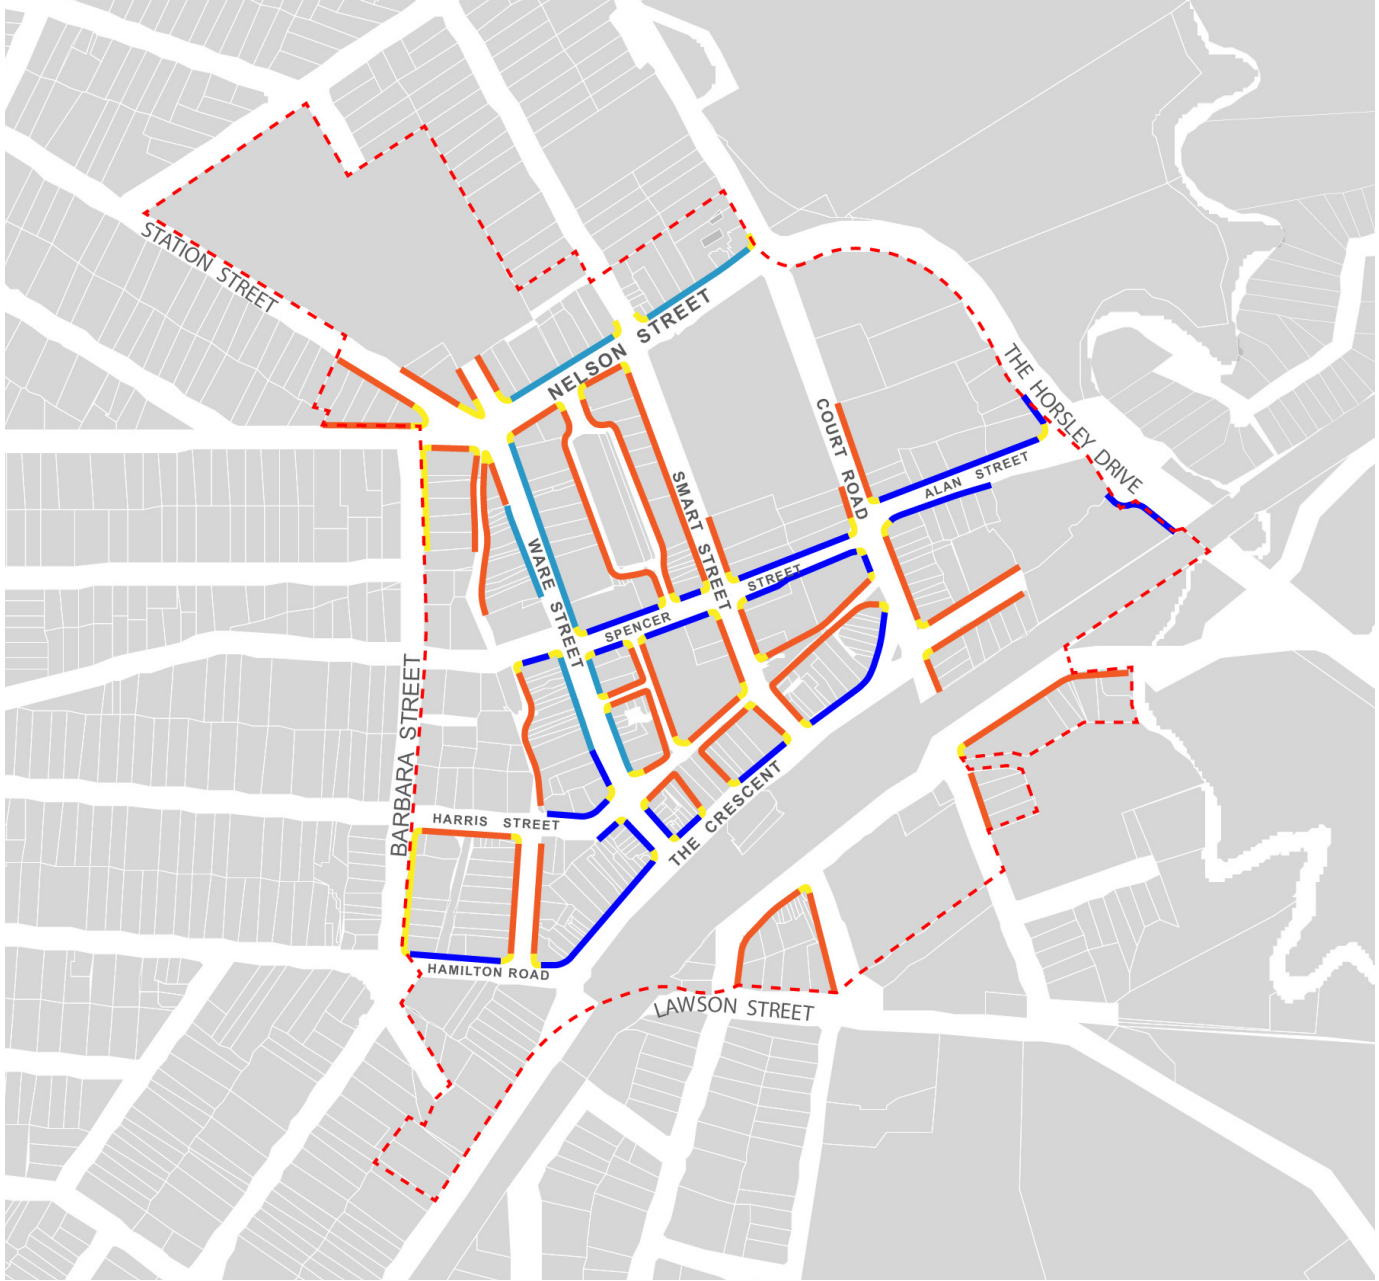 STATION STREET
NELSON STREET
THE HORSLEY DRIVE
COURT ROAD
ALAN STREET
SMART STREET
WARE STREET
SPENCER STREET
BARBARA STREET
HARRIS STREET
THE CRESCENT
HAMILTON ROAD
LAWSON STREET